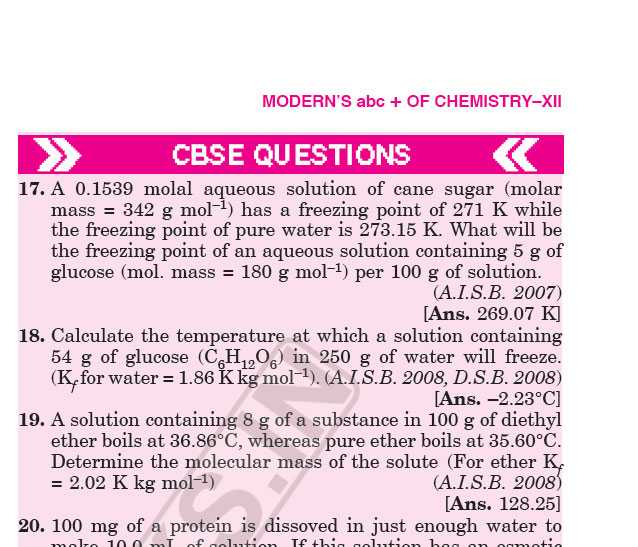 MODERN'S abc + OF CHEMISTRY–XII
CBSE QUESTIONS
17. A 0.1539 molal aqueous solution of cane sugar (molar
mass = 342 g mol⁻¹) has a freezing point of 271 K while
the freezing point of pure water is 273.15 K. What will be
the freezing point of an aqueous solution containing 5 g of
glucose (mol. mass = 180 g mol⁻¹) per 100 g of solution.
(A.I.S.B. 2007)
[Ans. 269.07 K]
18. Calculate the temperature at which a solution containing
54 g of glucose (C₆H₁₂O₆) in 250 g of water will freeze.
(K_f for water = 1.86 K kg mol⁻¹). (A.I.S.B. 2008, D.S.B. 2008)
[Ans. –2.23°C]
19. A solution containing 8 g of a substance in 100 g of diethyl
ether boils at 36.86°C, whereas pure ether boils at 35.60°C.
Determine the molecular mass of the solute (For ether K_f
= 2.02 K kg mol⁻¹) (A.I.S.B. 2008)
[Ans. 128.25]
20. 100 mg of a protein is dissoved in just enough water to
make 10.0 mL of solution. If this solution has an osmotic
S.IN